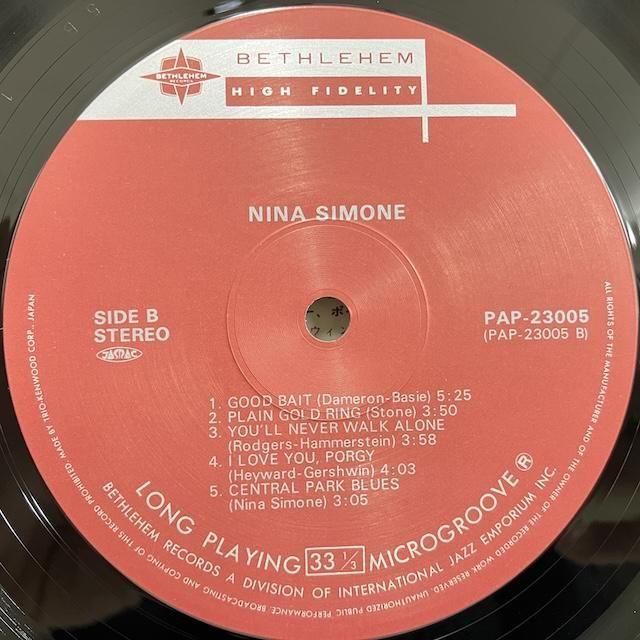 BETHLEHEM
RECORDS
BETHLEHEM
HIGH FIDELITY
NINA SIMONE
SIDE B
STEREO
JASRAC
PAP-23005
(PAP-23005 B)
1. GOOD BAIT (Dameron-Basie) 5:25
2. PLAIN GOLD RING (Stone) 3:50
3. YOU'LL NEVER WALK ALONE
(Rodgers-Hammerstein) 3:58
4. I LOVE YOU, PORGY
(Heyward-Gershwin) 4:03
5. CENTRAL PARK BLUES
(Nina Simone) 3:05
LONG PLAYING 33 1/3 MICROGROOVE ®
BETHLEHEM RECORDS A DIVISION OF INTERNATIONAL JAZZ EMPORIUM INC.
ALL RIGHTS OF THE MANUFACTURER AND OF THE OWNER OF THE RECORDED WORK RESERVED. UNAUTHORIZED PUBLIC PERFORMANCE, BROADCASTING AND COPYING OF THIS RECORD PROHIBITED. MADE BY TRIO-KENWOOD CORP., JAPAN